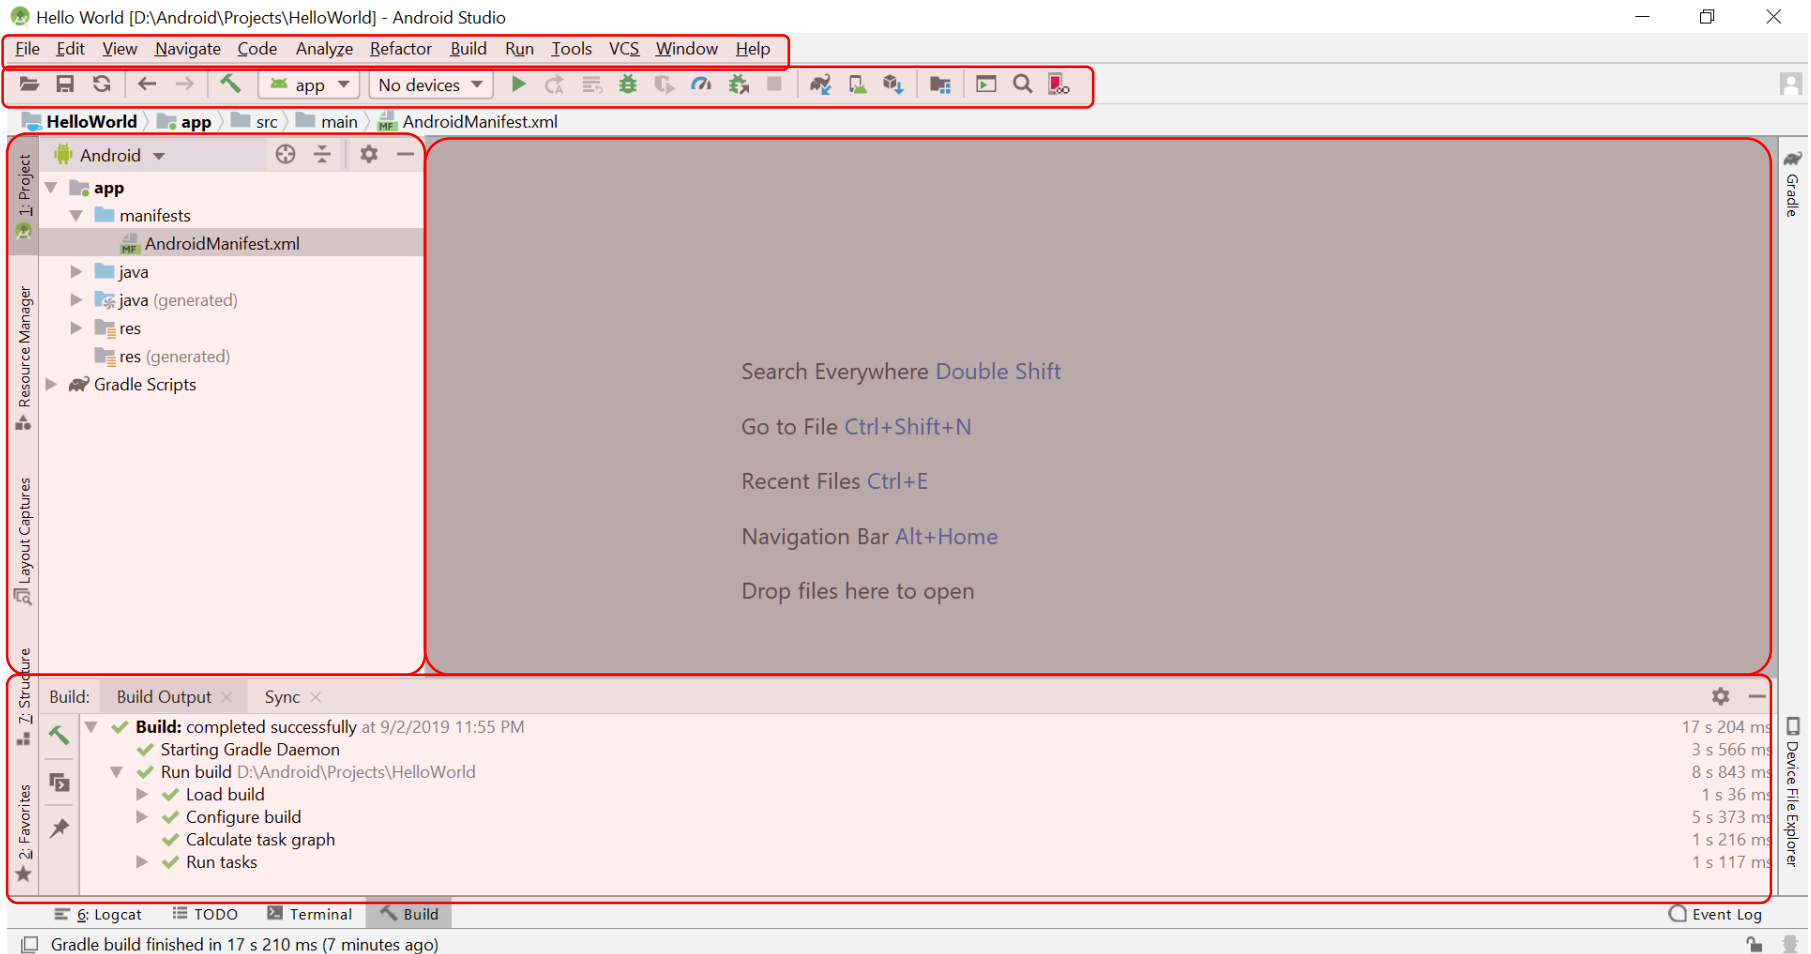 Hello World [D:\Android\Projects\HelloWorld] - Android Studio
File Edit View Navigate Code Analyze Refactor Build Run Tools VCS Window Help
app No devices
HelloWorld app src main AndroidManifest.xml
Android
app
manifests
AndroidManifest.xml
java
java (generated)
res
res (generated)
Gradle Scripts
1: Project
Resource Manager
Layout Captures
7: Structure
2: Favorites
Search Everywhere Double Shift
Go to File Ctrl+Shift+N
Recent Files Ctrl+E
Navigation Bar Alt+Home
Drop files here to open
Gradle
Device File Explorer
Build: Build Output Sync
Build: completed successfully at 9/2/2019 11:55 PM 17 s 204 ms
Starting Gradle Daemon 3 s 566 ms
Run build D:\Android\Projects\HelloWorld 8 s 843 ms
Load build 1 s 36 ms
Configure build 5 s 373 ms
Calculate task graph 1 s 216 ms
Run tasks 1 s 117 ms
6: Logcat TODO Terminal Build Event Log
Gradle build finished in 17 s 210 ms (7 minutes ago)